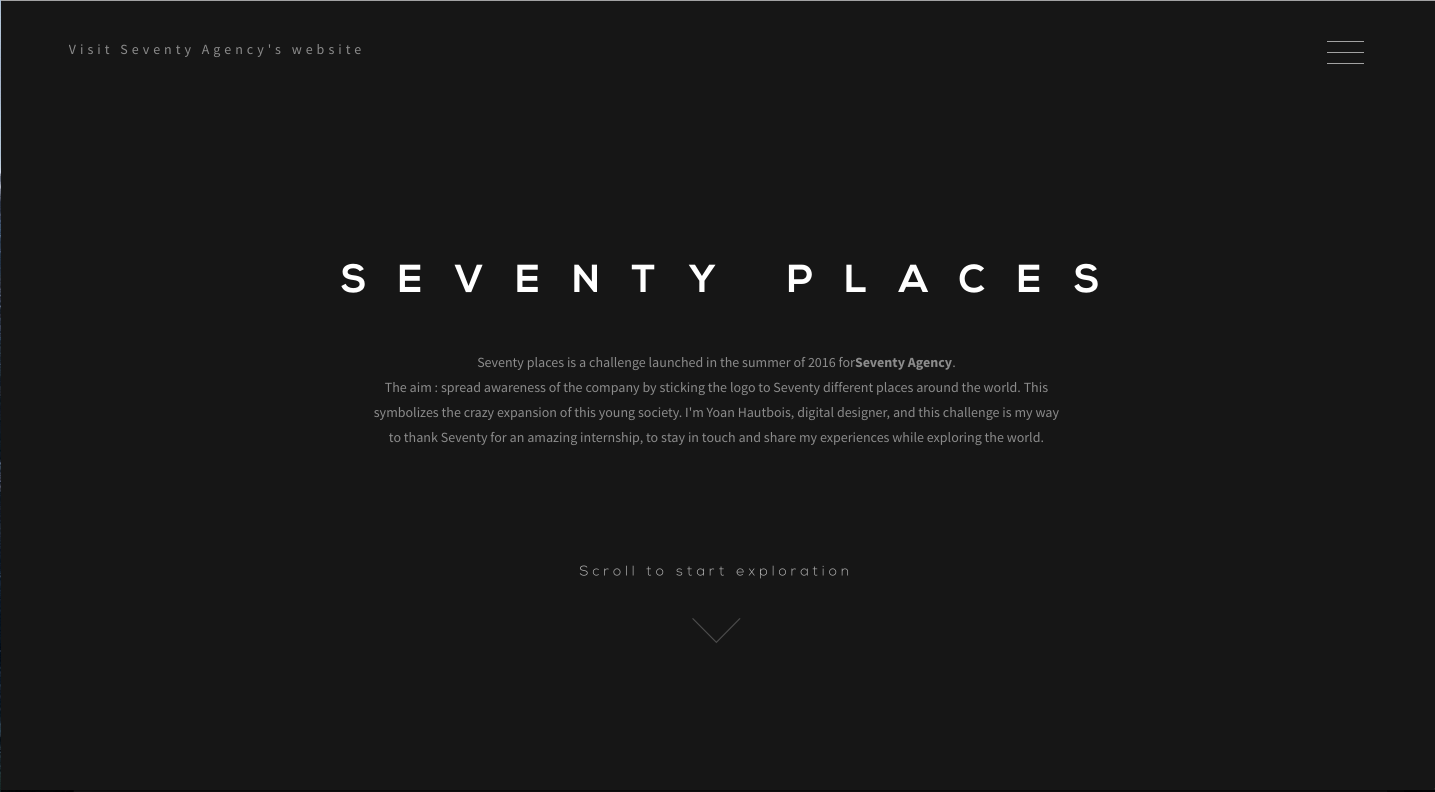 Visit Seventy Agency's website
SEVENTY PLACES
Seventy places is a challenge launched in the summer of 2016 forSeventy Agency.
The aim : spread awareness of the company by sticking the logo to Seventy different places around the world. This
symbolizes the crazy expansion of this young society. I'm Yoan Hautbois, digital designer, and this challenge is my way
to thank Seventy for an amazing internship, to stay in touch and share my experiences while exploring the world.
Scroll to start exploration